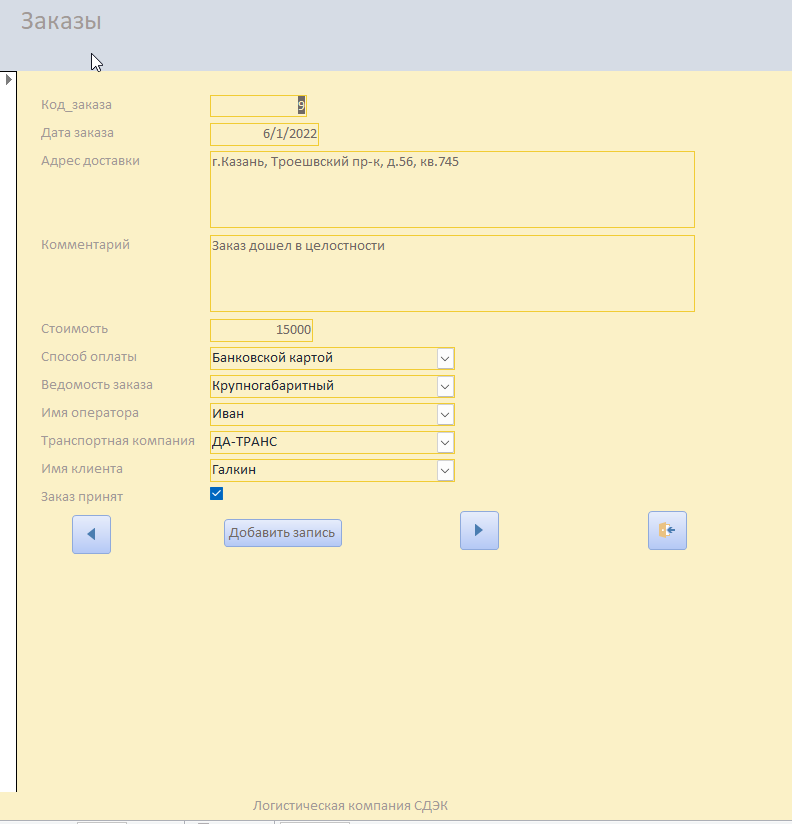 Заказы
Код_заказа 9
Дата заказа 6/1/2022
Адрес доставки г.Казань, Троешвский пр-к, д.56, кв.745
Комментарий Заказ дошел в целостности
Стоимость 15000
Способ оплаты Банковской картой
Ведомость заказа Крупногабаритный
Имя оператора Иван
Транспортная компания ДА-ТРАНС
Имя клиента Галкин
Заказ принят
Добавить запись
Логистическая компания СДЭК